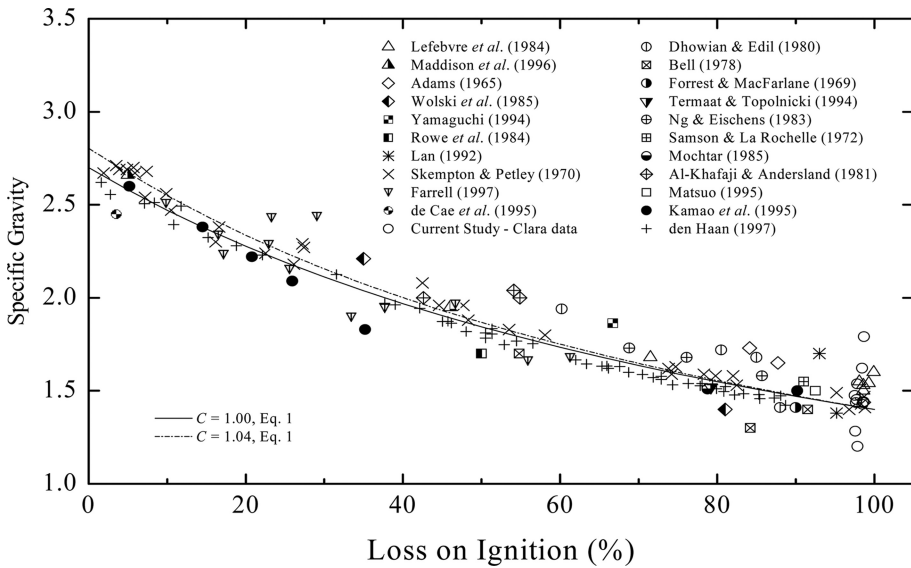 3.5
3.0
2.5
2.0
1.5
1.0
Specific Gravity
Lefebvre et al. (1984)
Maddison et al. (1996)
Adams (1965)
Wolski et al. (1985)
Yamaguchi (1994)
Rowe et al. (1984)
Lan (1992)
Skempton & Petley (1970)
Farrell (1997)
de Cae et al. (1995)
Current Study - Clara data
Dhowian & Edil (1980)
Bell (1978)
Forrest & MacFarlane (1969)
Termaat & Topolnicki (1994)
Ng & Eischens (1983)
Samson & La Rochelle (1972)
Mochtar (1985)
Al-Khafaji & Andersland (1981)
Matsuo (1995)
Kamao et al. (1995)
den Haan (1997)
C = 1.00, Eq. 1
C = 1.04, Eq. 1
0 20 40 60 80 100
Loss on Ignition (%)